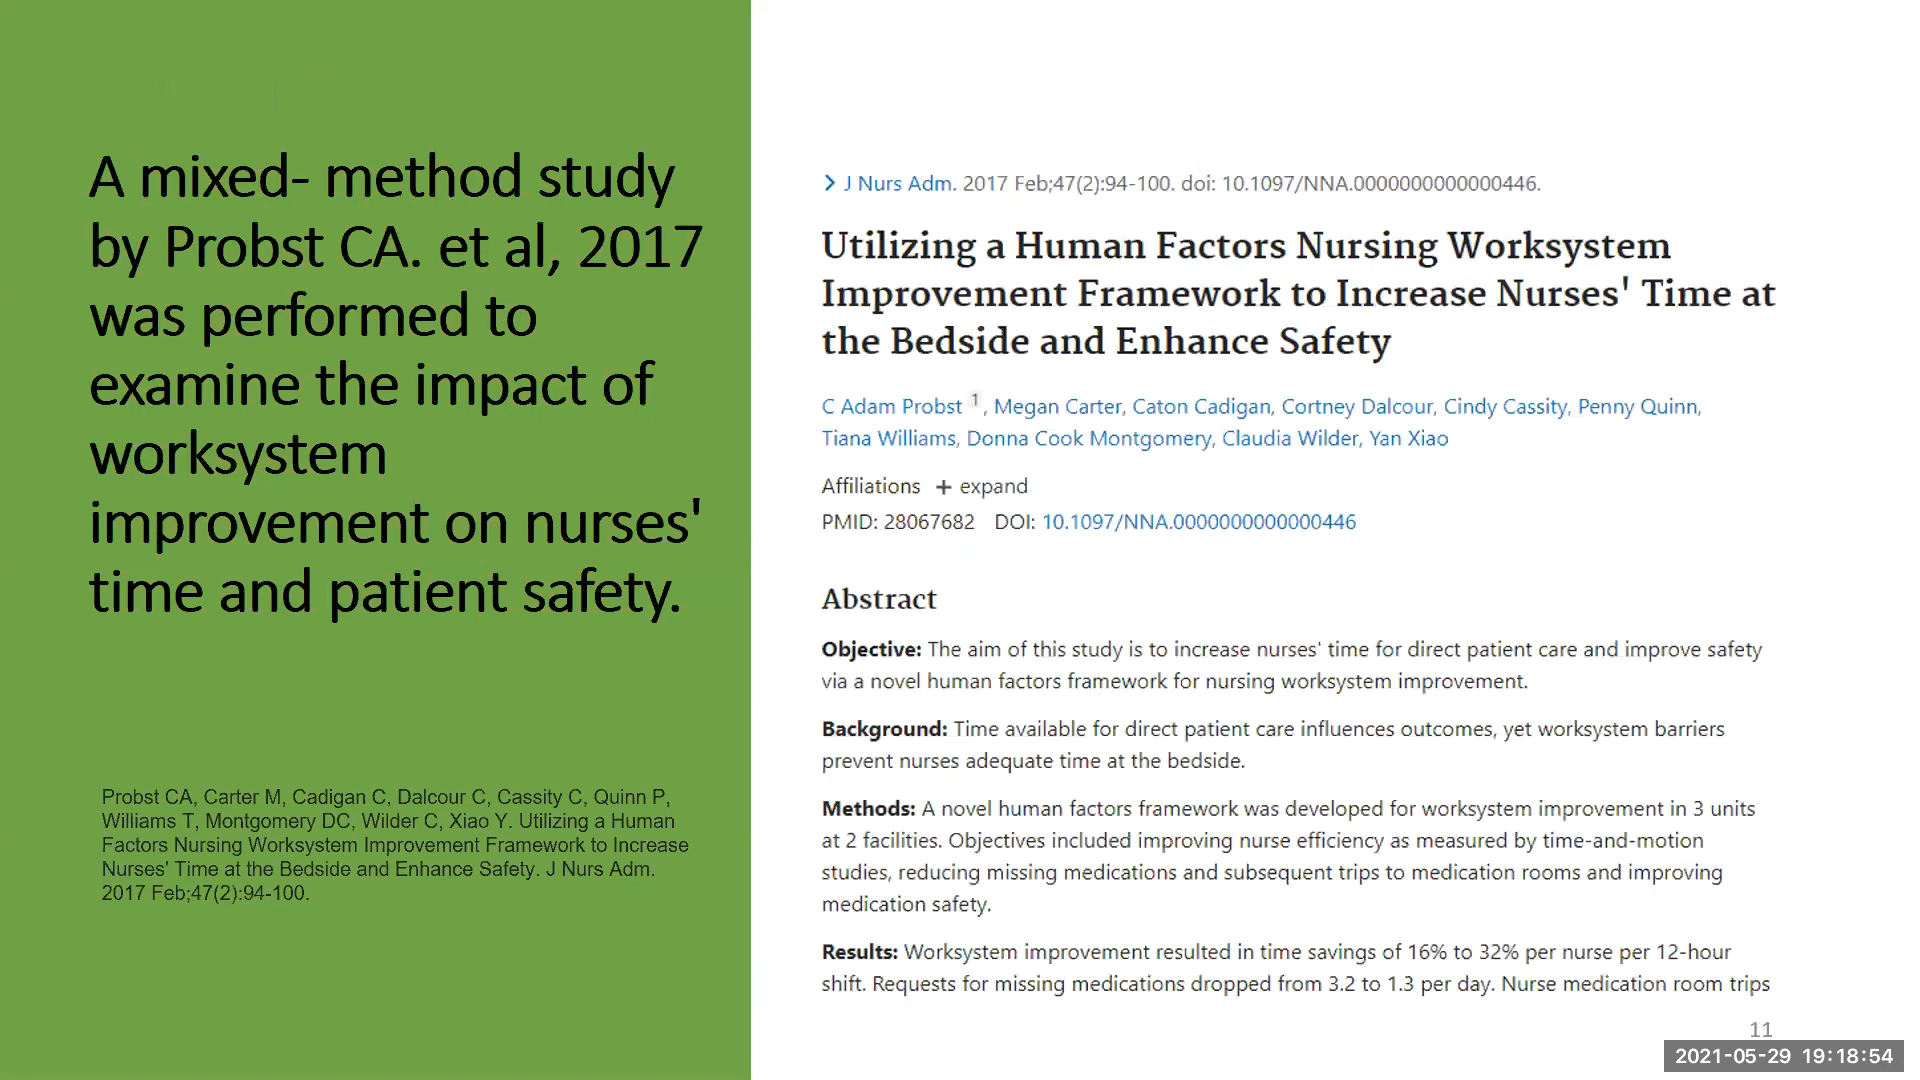 A mixed- method study
by Probst CA. et al, 2017
was performed to
examine the impact of
worksystem
improvement on nurses'
time and patient safety.
Probst CA, Carter M, Cadigan C, Dalcour C, Cassity C, Quinn P,
Williams T, Montgomery DC, Wilder C, Xiao Y. Utilizing a Human
Factors Nursing Worksystem Improvement Framework to Increase
Nurses' Time at the Bedside and Enhance Safety. J Nurs Adm.
2017 Feb;47(2):94-100.
J Nurs Adm. 2017 Feb;47(2):94-100. doi: 10.1097/NNA.0000000000000446.
Utilizing a Human Factors Nursing Worksystem
Improvement Framework to Increase Nurses' Time at
the Bedside and Enhance Safety
C Adam Probst 1, Megan Carter, Caton Cadigan, Cortney Dalcour, Cindy Cassity, Penny Quinn,
Tiana Williams, Donna Cook Montgomery, Claudia Wilder, Yan Xiao
Affiliations + expand
PMID: 28067682 DOI: 10.1097/NNA.0000000000000446
Abstract
Objective: The aim of this study is to increase nurses' time for direct patient care and improve safety
via a novel human factors framework for nursing worksystem improvement.
Background: Time available for direct patient care influences outcomes, yet worksystem barriers
prevent nurses adequate time at the bedside.
Methods: A novel human factors framework was developed for worksystem improvement in 3 units
at 2 facilities. Objectives included improving nurse efficiency as measured by time-and-motion
studies, reducing missing medications and subsequent trips to medication rooms and improving
medication safety.
Results: Worksystem improvement resulted in time savings of 16% to 32% per nurse per 12-hour
shift. Requests for missing medications dropped from 3.2 to 1.3 per day. Nurse medication room trips
11
2021-05-29 19:18:54